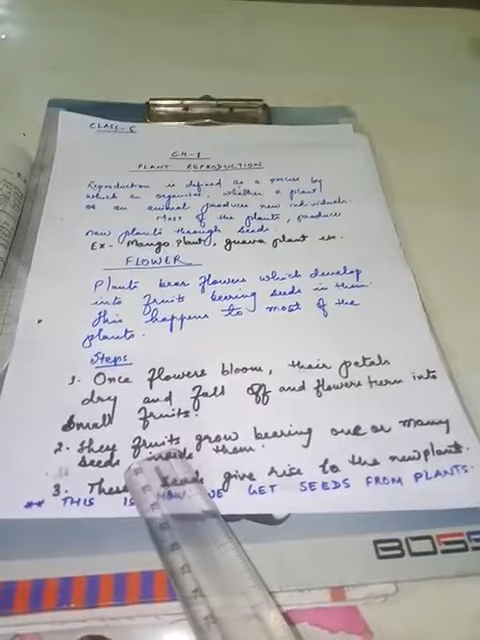 CLASS-5
CH-1
PLANT REPRODUCTION
Reproduction is defined as a process by
which an organism, whether a plant
or an animal produces new individuals.
Most of the plants, produce
new plants through seeds.
Ex- Mango plant, guava plant
FLOWER
Plants bear flowers which develop
into fruits bearing seeds in them.
This happens to most of the
plants.
Steps
1. Once flowers bloom, their petals
dry and fall off and flowers turn into
small fruits.
2. They fruits grow bearing one or many
seeds inside them.
3. These seeds give rise to the new plant.
** THIS IS HOW WE GET SEEDS FROM PLANTS.
BOSS